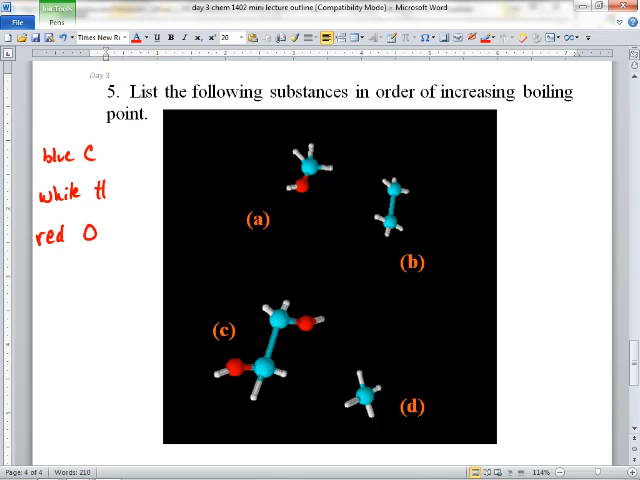 day 3 chem 1402 mini lecture outline [Compatibility Mode] - Microsoft Word
Ink Tools
File
Pens
Times New Ro
20
Day 3
5. List the following substances in order of increasing boiling
point.
blue C
white H
red O
(a)
(b)
(c)
(d)
Page: 4 of 4
Words: 210
114%